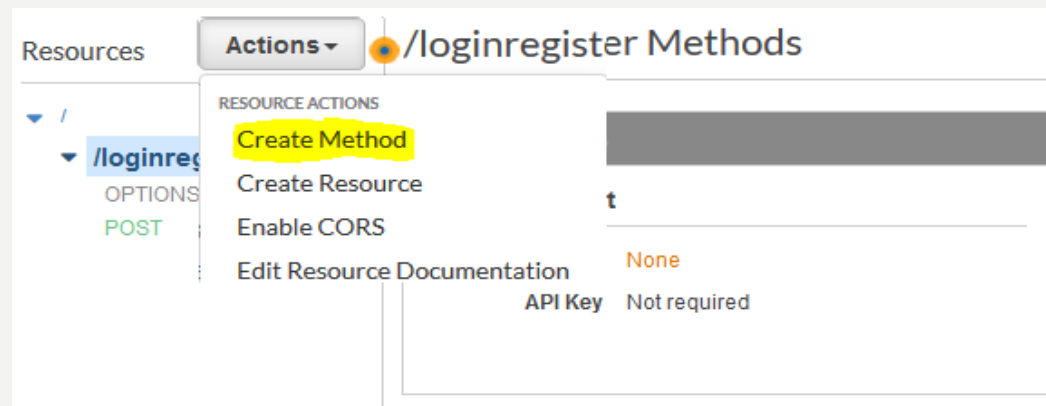 Resources
Actions
/loginregister Methods
RESOURCE ACTIONS
/
Create Method
/loginreg
Create Resource
OPTIONS
t
POST
Enable CORS
None
Edit Resource Documentation
API Key Not required